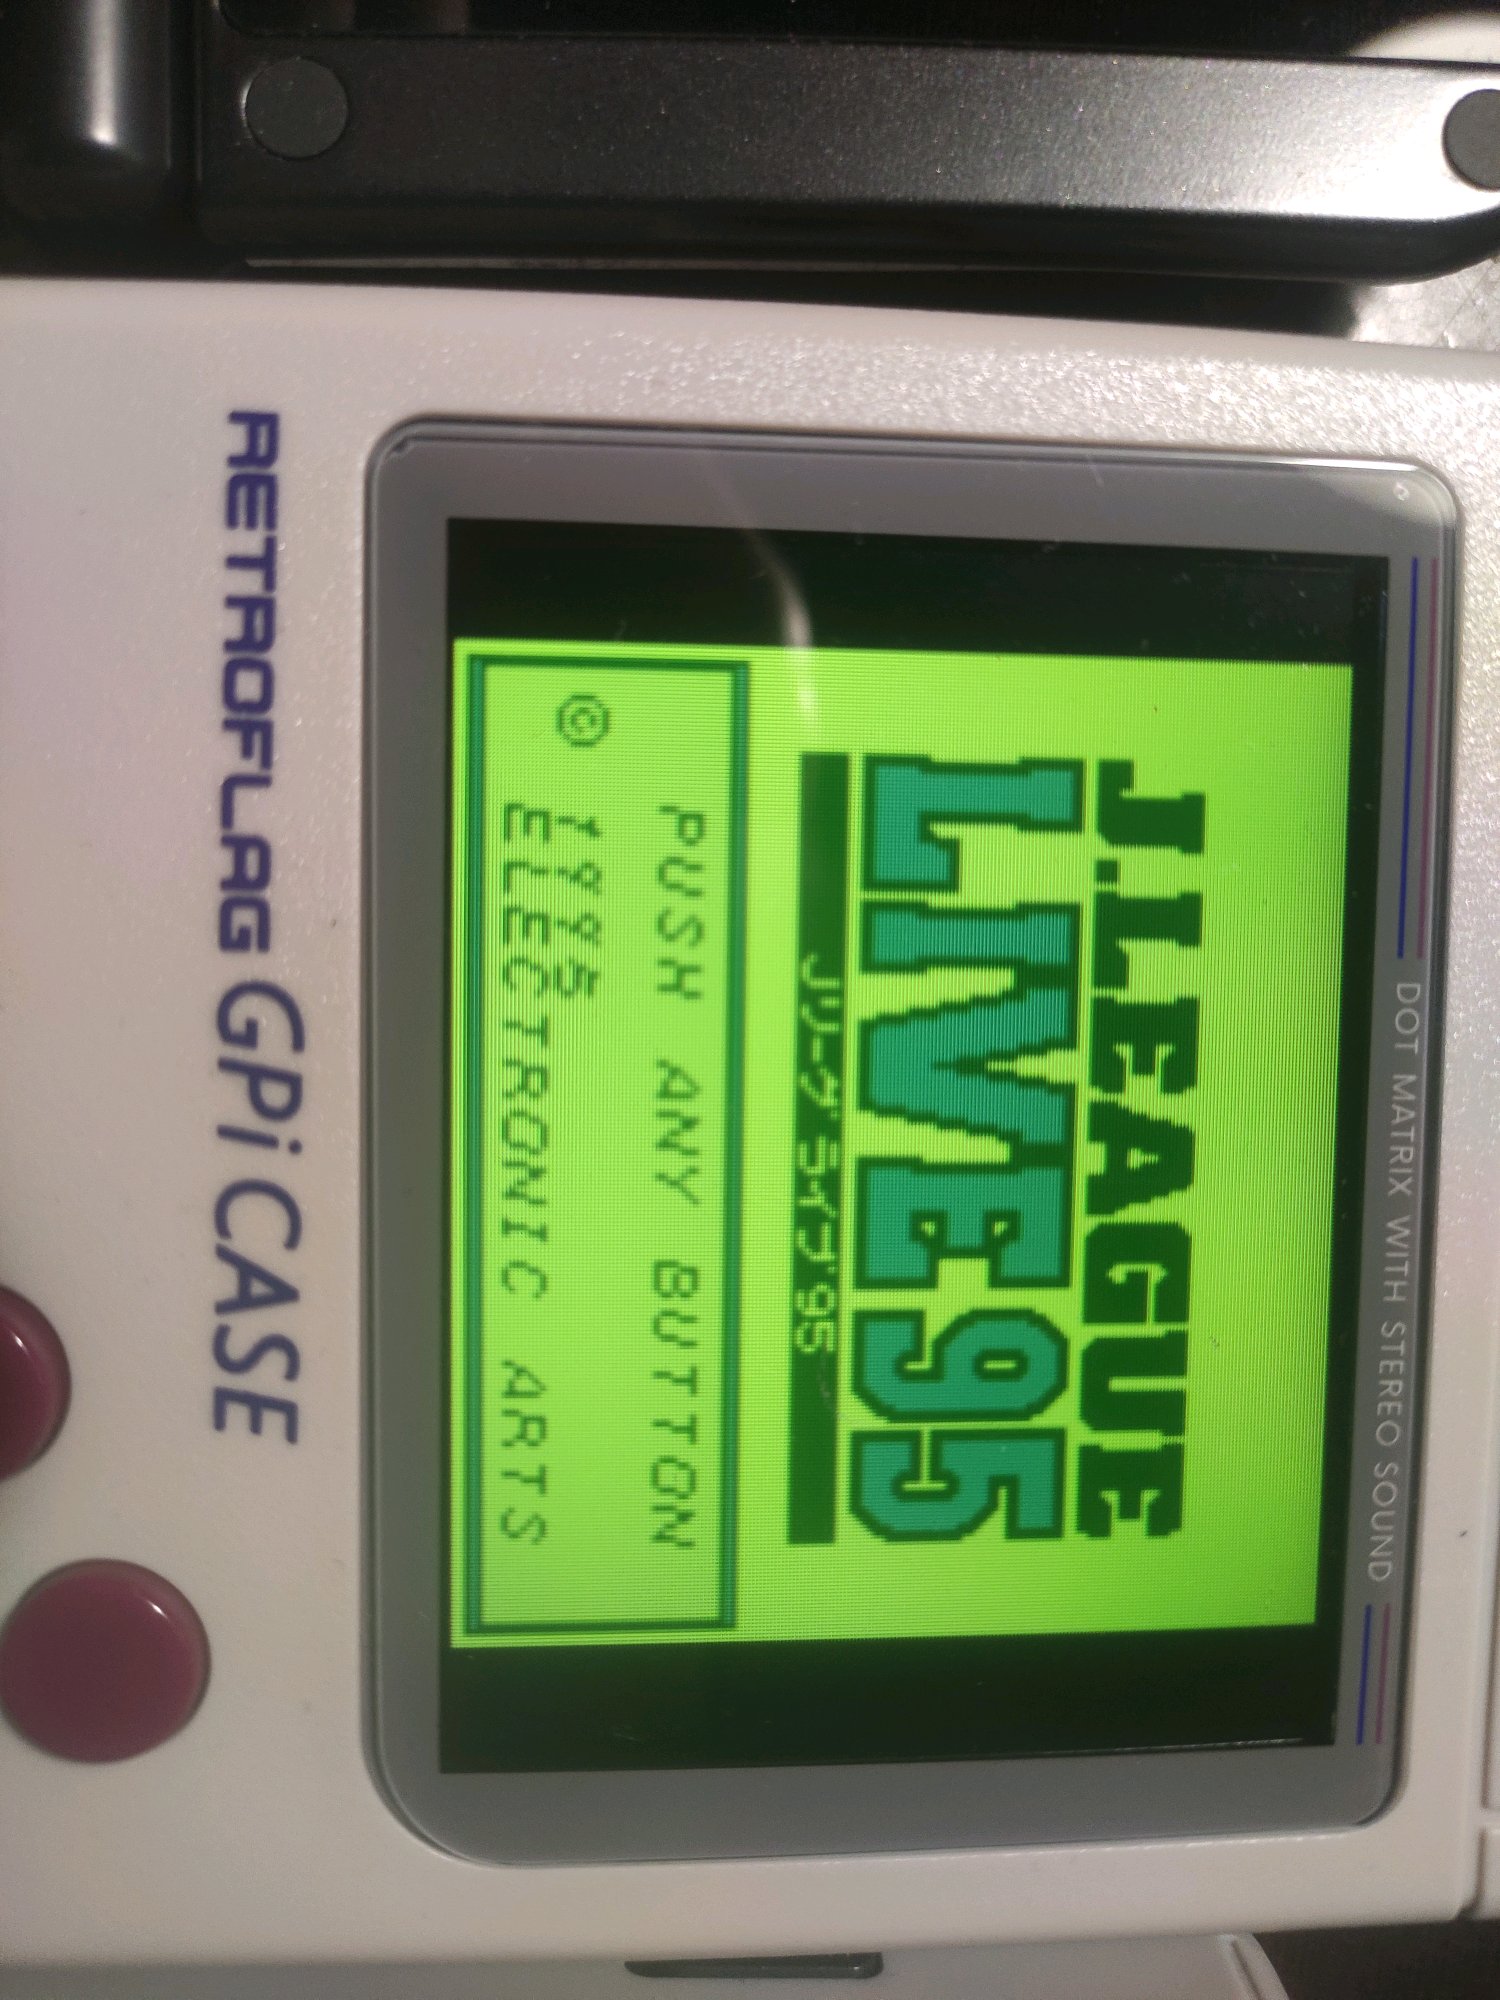 DOT MATRIX WITH STEREO SOUND
J.LEAGUE
LIVE95
Jリーグ ライブ'95
PUSH ANY BUTTON
© 1995
ELECTRONIC ARTS
RETROFLAG GPi CASE